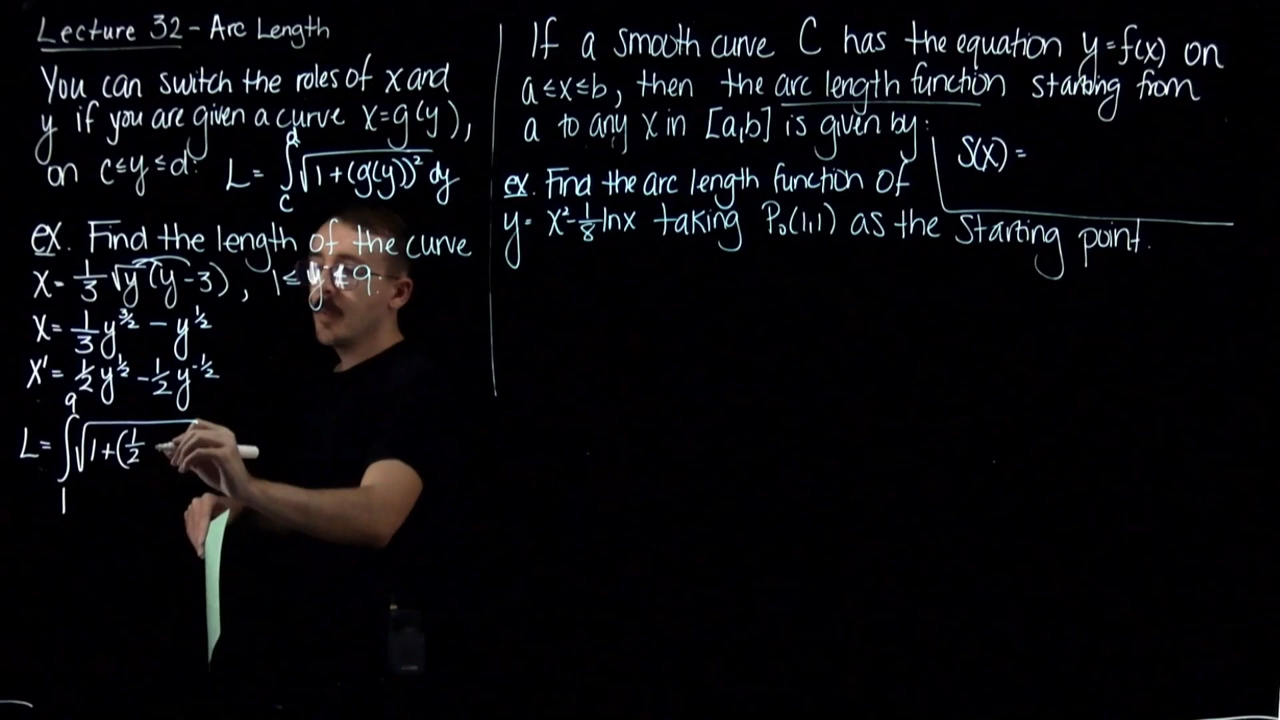 Lecture 32 - Arc Length
You can switch the roles of x and
y if you are given a curve x=g(y),
on c≤y≤d: L = ∫_c^d √(1+(g(y))²) dy
ex. Find the length of the curve
x = 1/3 √y (y-3), 1≤y≤9.
x = 1/3 y^(3/2) - y^(1/2)
x' = 1/2 y^(1/2) - 1/2 y^(-1/2)
L = ∫_1^9 √(1+(1/2
If a smooth curve C has the equation y=f(x) on
a≤x≤b, then the arc length function starting from
a to any x in [a,b] is given by:
S(x) =
ex. Find the arc length function of
y = x² - 1/8 lnx taking P₀(1,1) as the starting point.